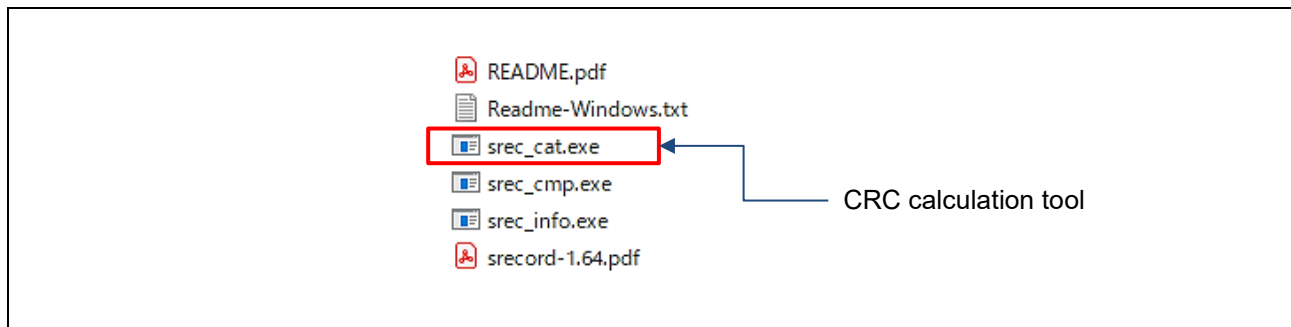 README.pdf
Readme-Windows.txt
srec_cat.exe
srec_cmp.exe
CRC calculation tool
srec_info.exe
srecord-1.64.pdf